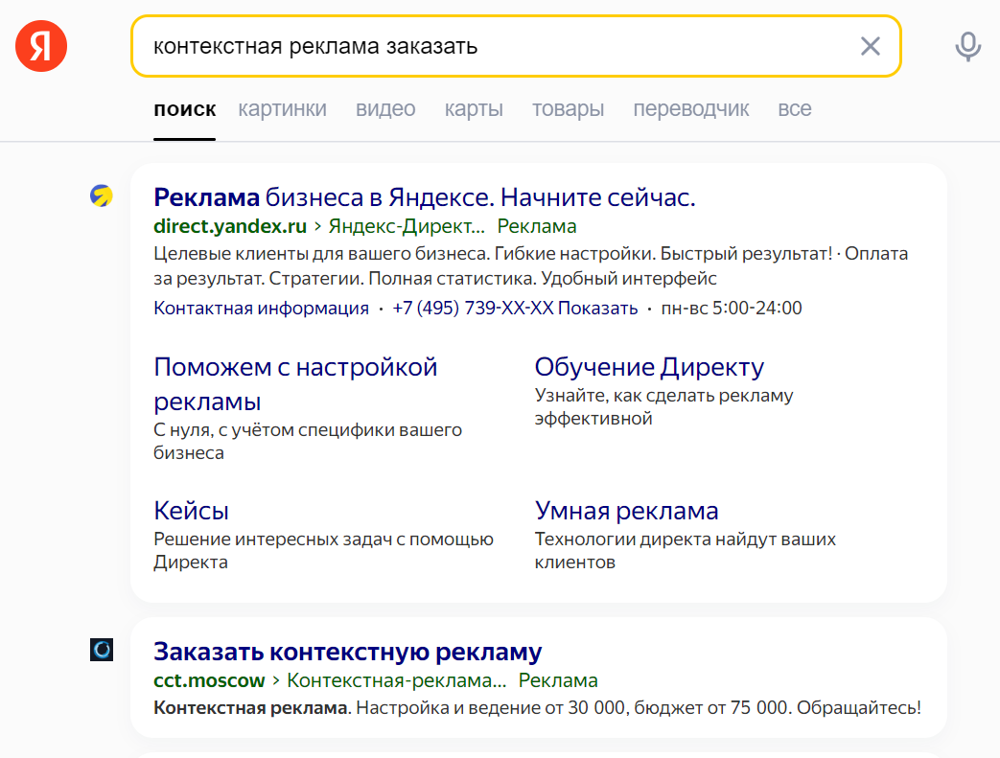 Я
контекстная реклама заказать
поиск картинки видео карты товары переводчик все
Реклама бизнеса в Яндексе. Начните сейчас.
direct.yandex.ru › Яндекс-Директ... Реклама
Целевые клиенты для вашего бизнеса. Гибкие настройки. Быстрый результат! · Оплата
за результат. Стратегии. Полная статистика. Удобный интерфейс
Контактная информация · +7 (495) 739-XX-XX Показать · пн-вс 5:00-24:00
Поможем с настройкой
рекламы
С нуля, с учётом специфики вашего
бизнеса
Обучение Директу
Узнайте, как сделать рекламу
эффективной
Кейсы
Решение интересных задач с помощью
Директа
Умная реклама
Технологии директа найдут ваших
клиентов
Заказать контекстную рекламу
cct.moscow › Контекстная-реклама... Реклама
Контекстная реклама. Настройка и ведение от 30 000, бюджет от 75 000. Обращайтесь!